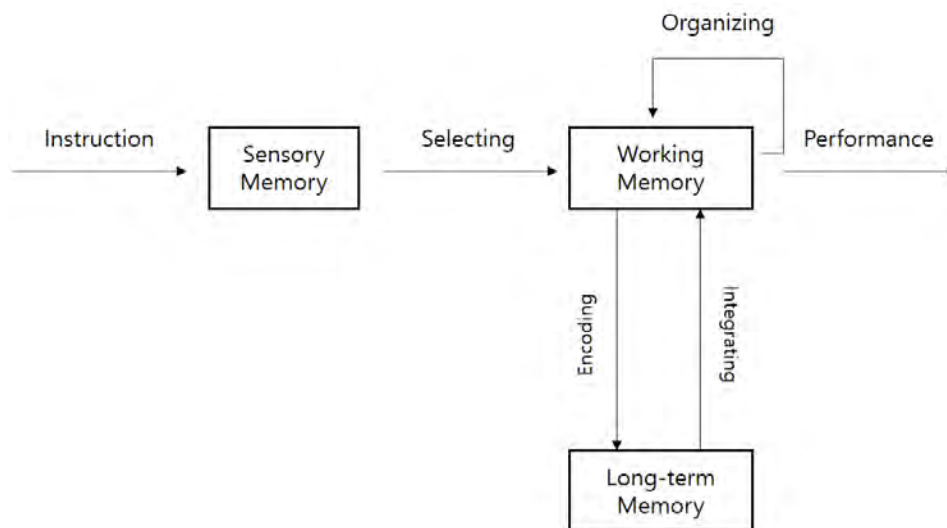 Organizing
Instruction
Sensory
Memory
Selecting
Working
Memory
Performance
Encoding
Integrating
Long-term
Memory